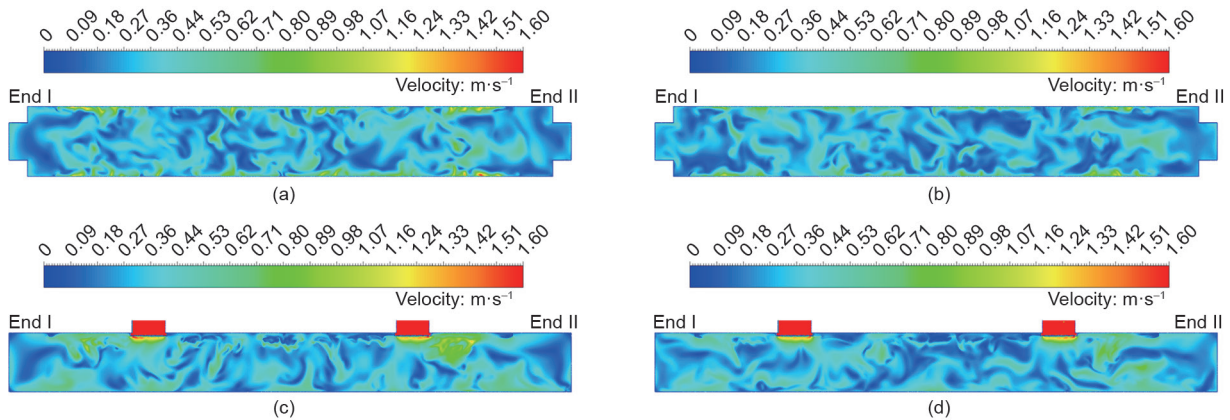 0 0.09 0.18 0.27 0.36 0.44 0.53 0.62 0.71 0.80 0.89 0.98 1.07 1.16 1.24 1.33 1.42 1.51 1.60
Velocity: m·s⁻¹
End I End II
(a)
0 0.09 0.18 0.27 0.36 0.44 0.53 0.62 0.71 0.80 0.89 0.98 1.07 1.16 1.24 1.33 1.42 1.51 1.60
Velocity: m·s⁻¹
End I End II
(b)
0 0.09 0.18 0.27 0.36 0.44 0.53 0.62 0.71 0.80 0.89 0.98 1.07 1.16 1.24 1.33 1.42 1.51 1.60
Velocity: m·s⁻¹
End I End II
(c)
0 0.09 0.18 0.27 0.36 0.44 0.53 0.62 0.71 0.80 0.89 0.98 1.07 1.16 1.24 1.33 1.42 1.51 1.60
Velocity: m·s⁻¹
End I End II
(d)